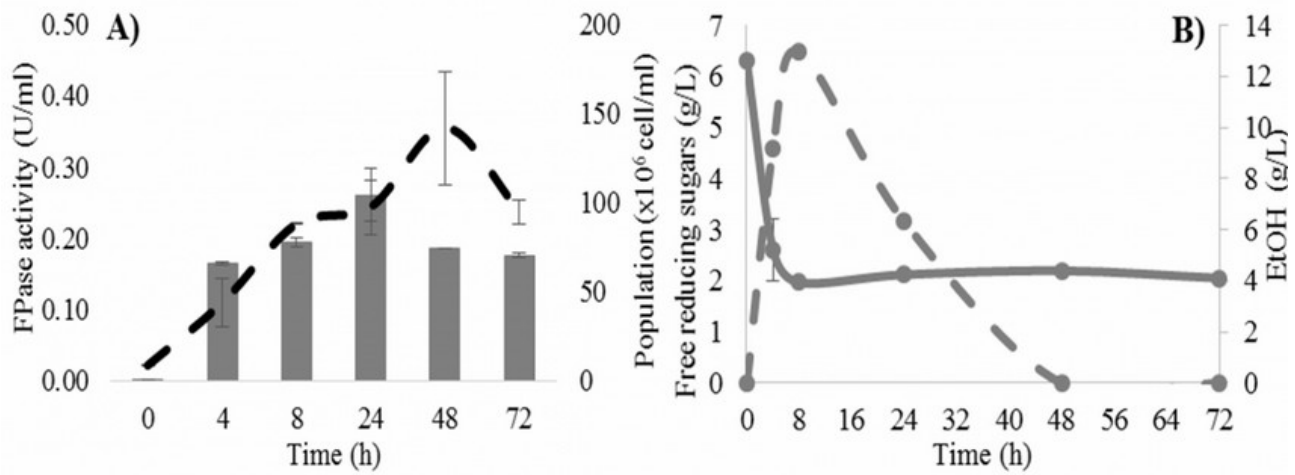 A)
FPase activity (U/ml)
0.50
0.40
0.30
0.20
0.10
0.00
0 4 8 24 48 72
Time (h)
200
150
100
50
0
Population (x10⁶ cell/ml)
B)
Free reducing sugars (g/L)
7
6
5
4
3
2
1
0
0 8 16 24 32 40 48 56 64 72
Time (h)
14
12
10
8
6
4
2
0
EtOH (g/L)